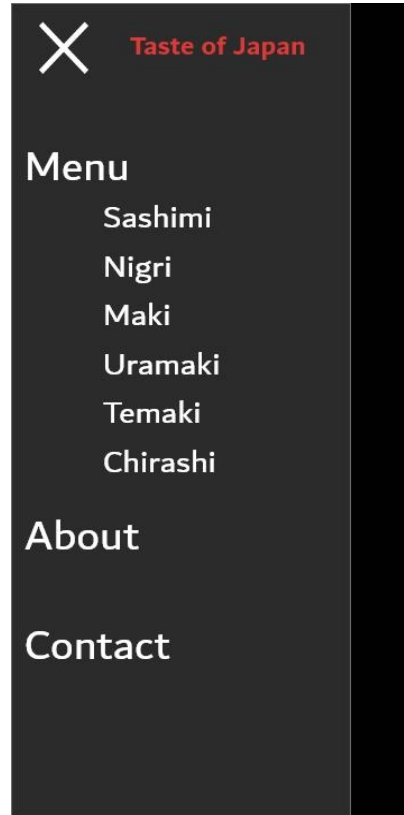 Taste of Japan
Menu
Sashimi
Nigri
Maki
Uramaki
Temaki
Chirashi
About
Contact